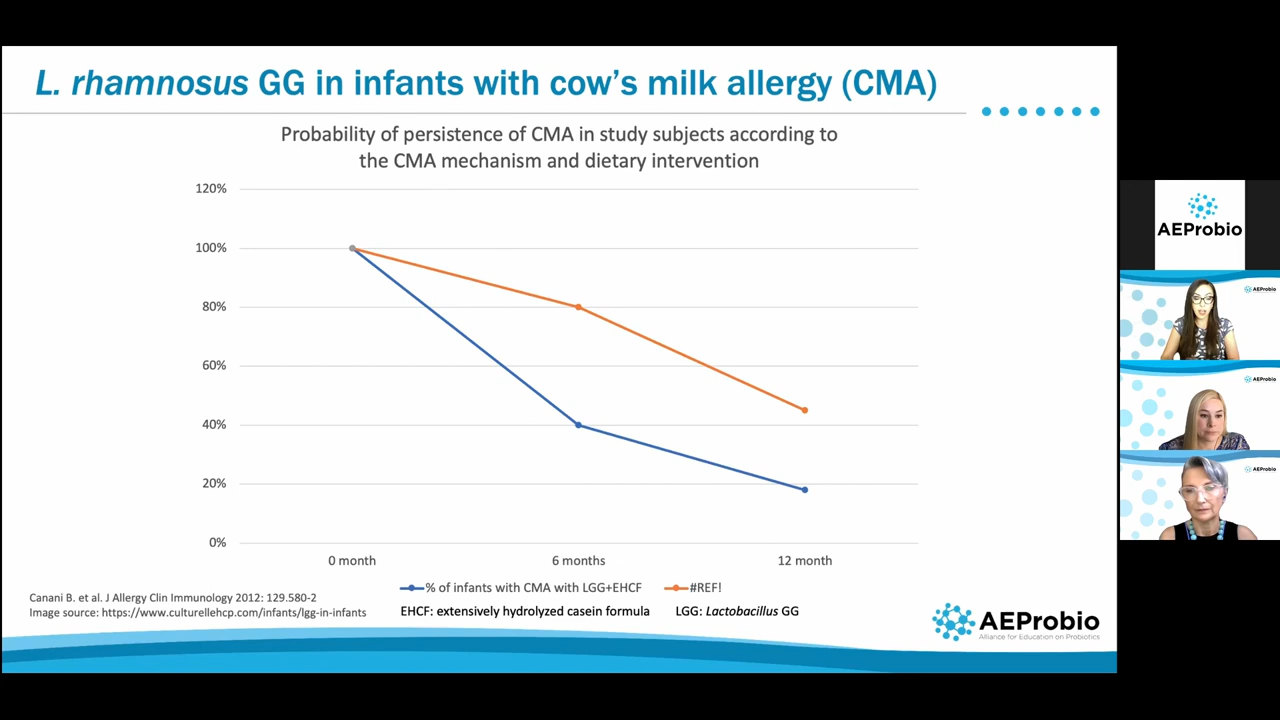 L. rhamnosus GG in infants with cow's milk allergy (CMA)
Probability of persistence of CMA in study subjects according to
the CMA mechanism and dietary intervention
120%
100%
80%
60%
40%
20%
0%
0 month
6 months
12 month
% of infants with CMA with LGG+EHCF
#REF!
EHCF: extensively hydrolyzed casein formula
LGG: Lactobacillus GG
Canani B. et al. J Allergy Clin Immunology 2012: 129.580-2
Image source: https://www.culturellehcp.com/infants/lgg-in-infants
AEProbio
Alliance for Education on Probiotics
AEProbio
AEProbio
AEProbio
AEProbio